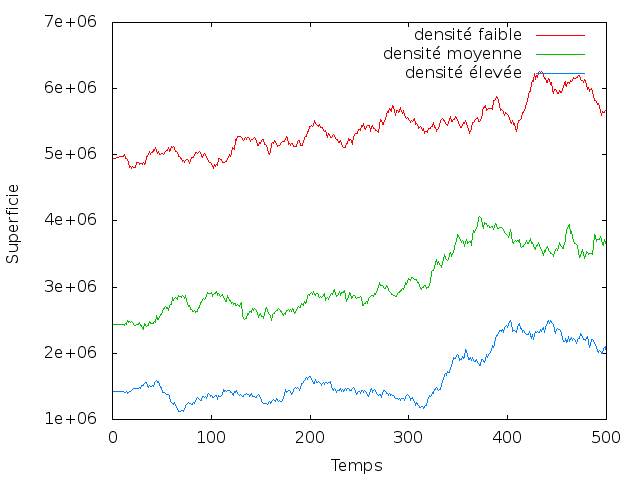 7e+06
densité faible
densité moyenne
6e+06
densité élevée
5e+06
Superficie
4e+06
3e+06
2e+06
1e+06
0 100 200 300 400 500
Temps